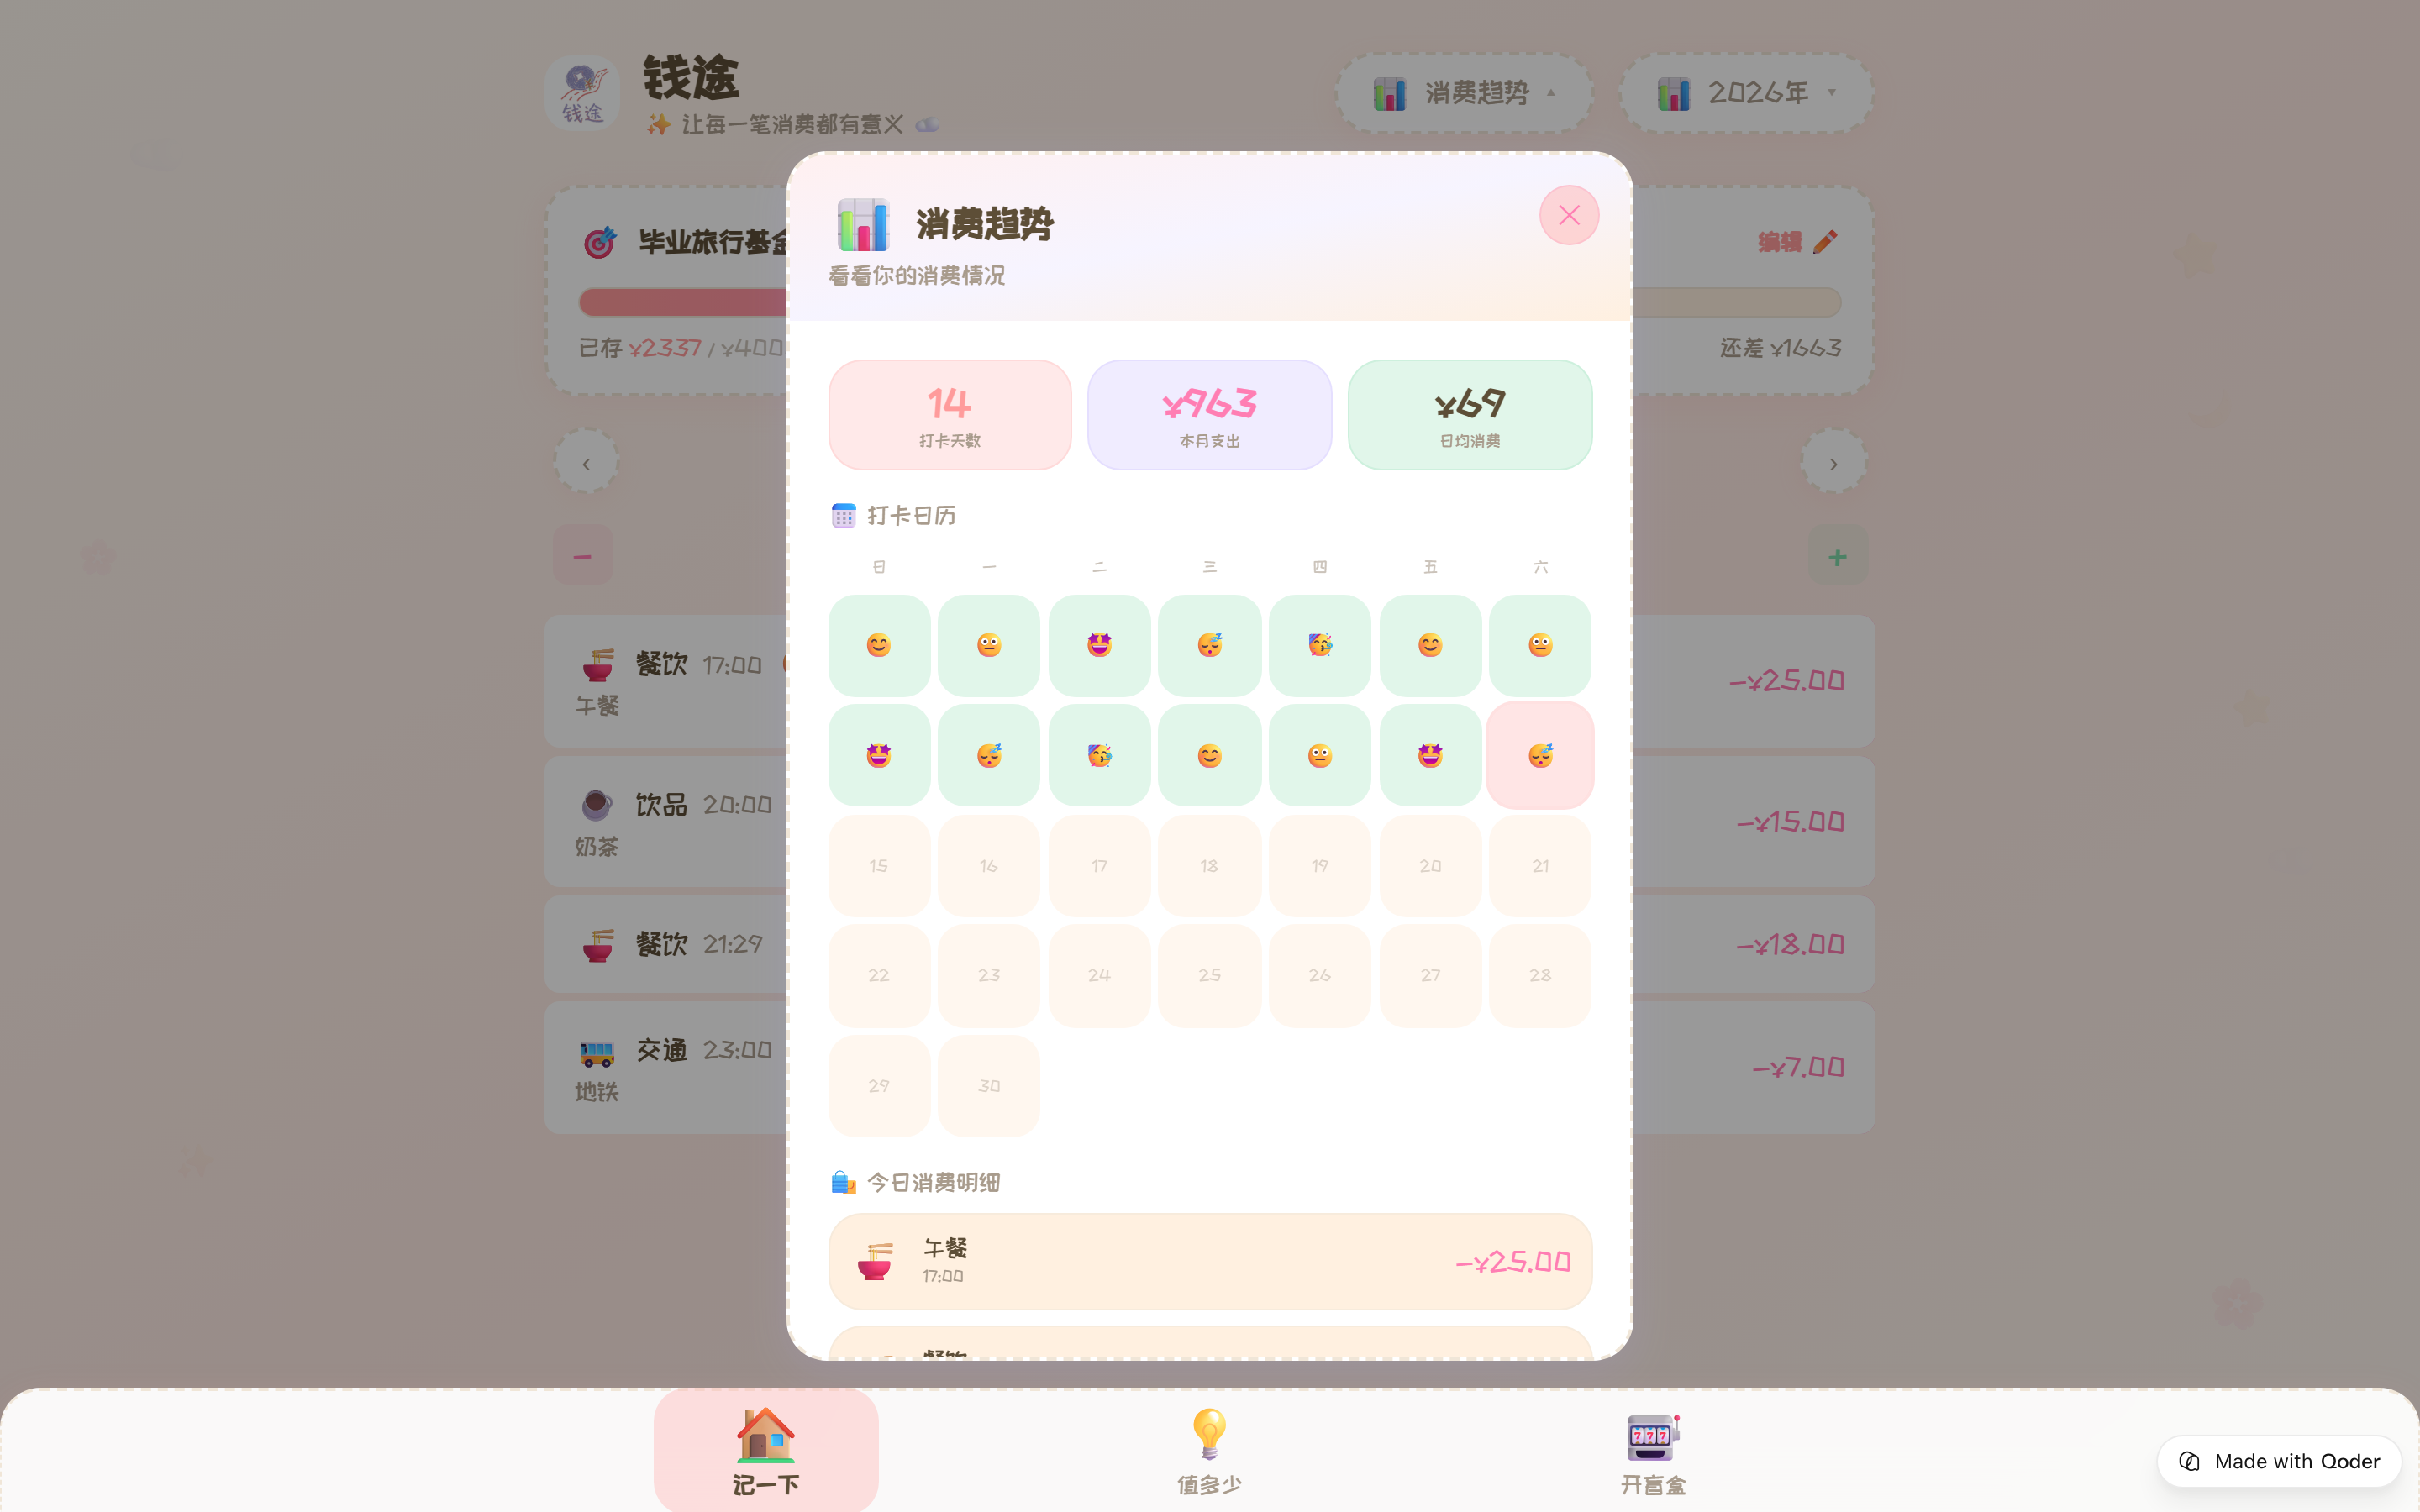 钱途
钱途
✨ 让每一笔消费都有意义 ☁️
消费趋势 ▲
2026年 ▼
毕业旅行基金
编辑
已存 ¥2337 / ¥400
还差 ¥1663
消费趋势
看看你的消费情况
14
打卡天数
¥963
本月支出
¥69
日均消费
打卡日历
日 一 二 三 四 五 六
15 16 17 18 19 20 21
22 23 24 25 26 27 28
29 30
今日消费明细
午餐
17:00
-¥25.00
餐饮 17:00
午餐
-¥25.00
饮品 20:00
奶茶
-¥15.00
餐饮 21:29
-¥18.00
交通 23:00
地铁
-¥7.00
记一下
值多少
开盲盒
Made with Qoder